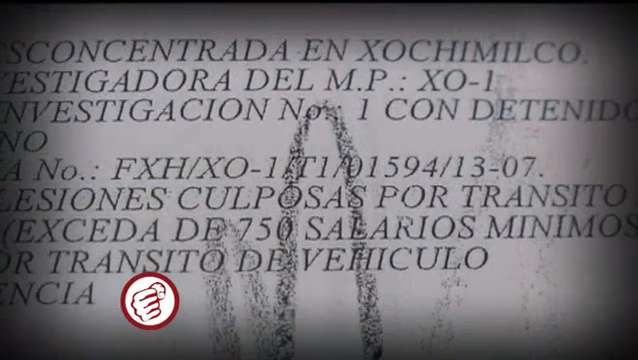 ESCONCENTRADA EN XOCHIMILCO.
VESTIGADORA DEL M.P.: XO-1
INVESTIGACION No.: 1 CON DETENIDO
NO
A No.: FXH/XO-1/T1/01594/13-07.
LESIONES CULPOSAS POR TRANSITO
(EXCEDA DE 750 SALARIOS MINIMOS
OR TRANSITO DE VEHICULO
ENCIA